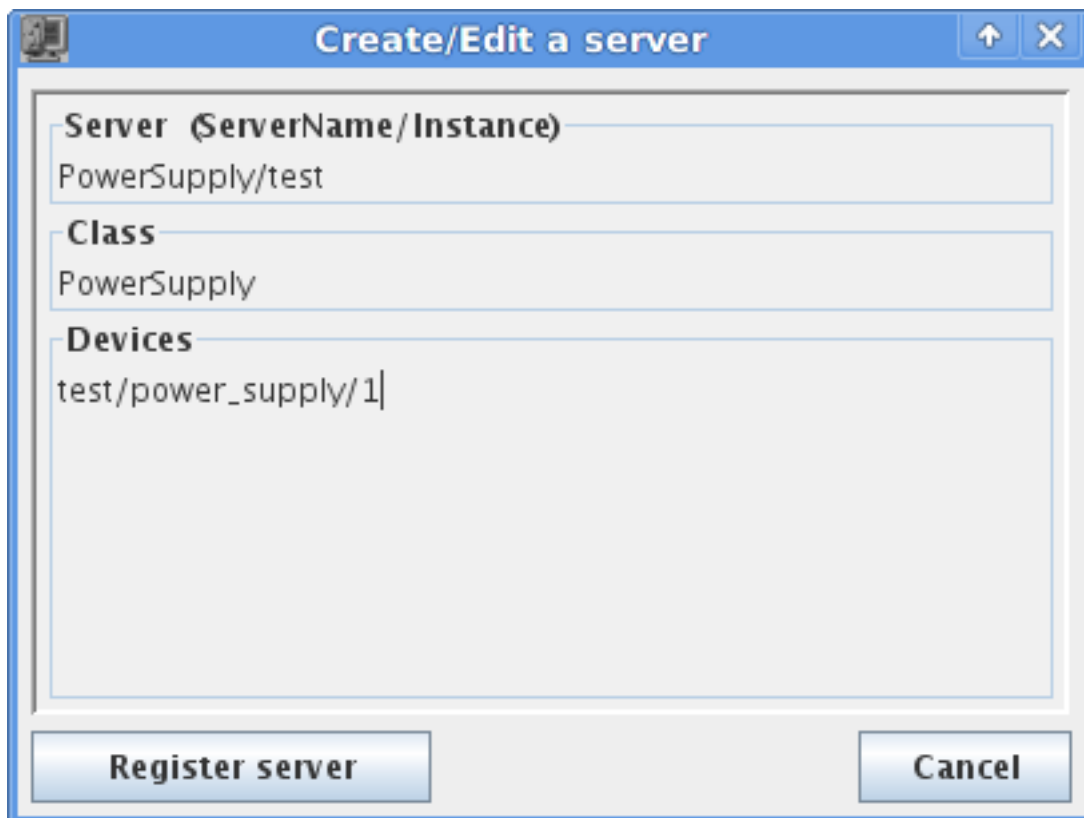 Create/Edit a server
Server (ServerName/Instance)
PowerSupply/test
Class
PowerSupply
Devices
test/power_supply/1
Register server
Cancel